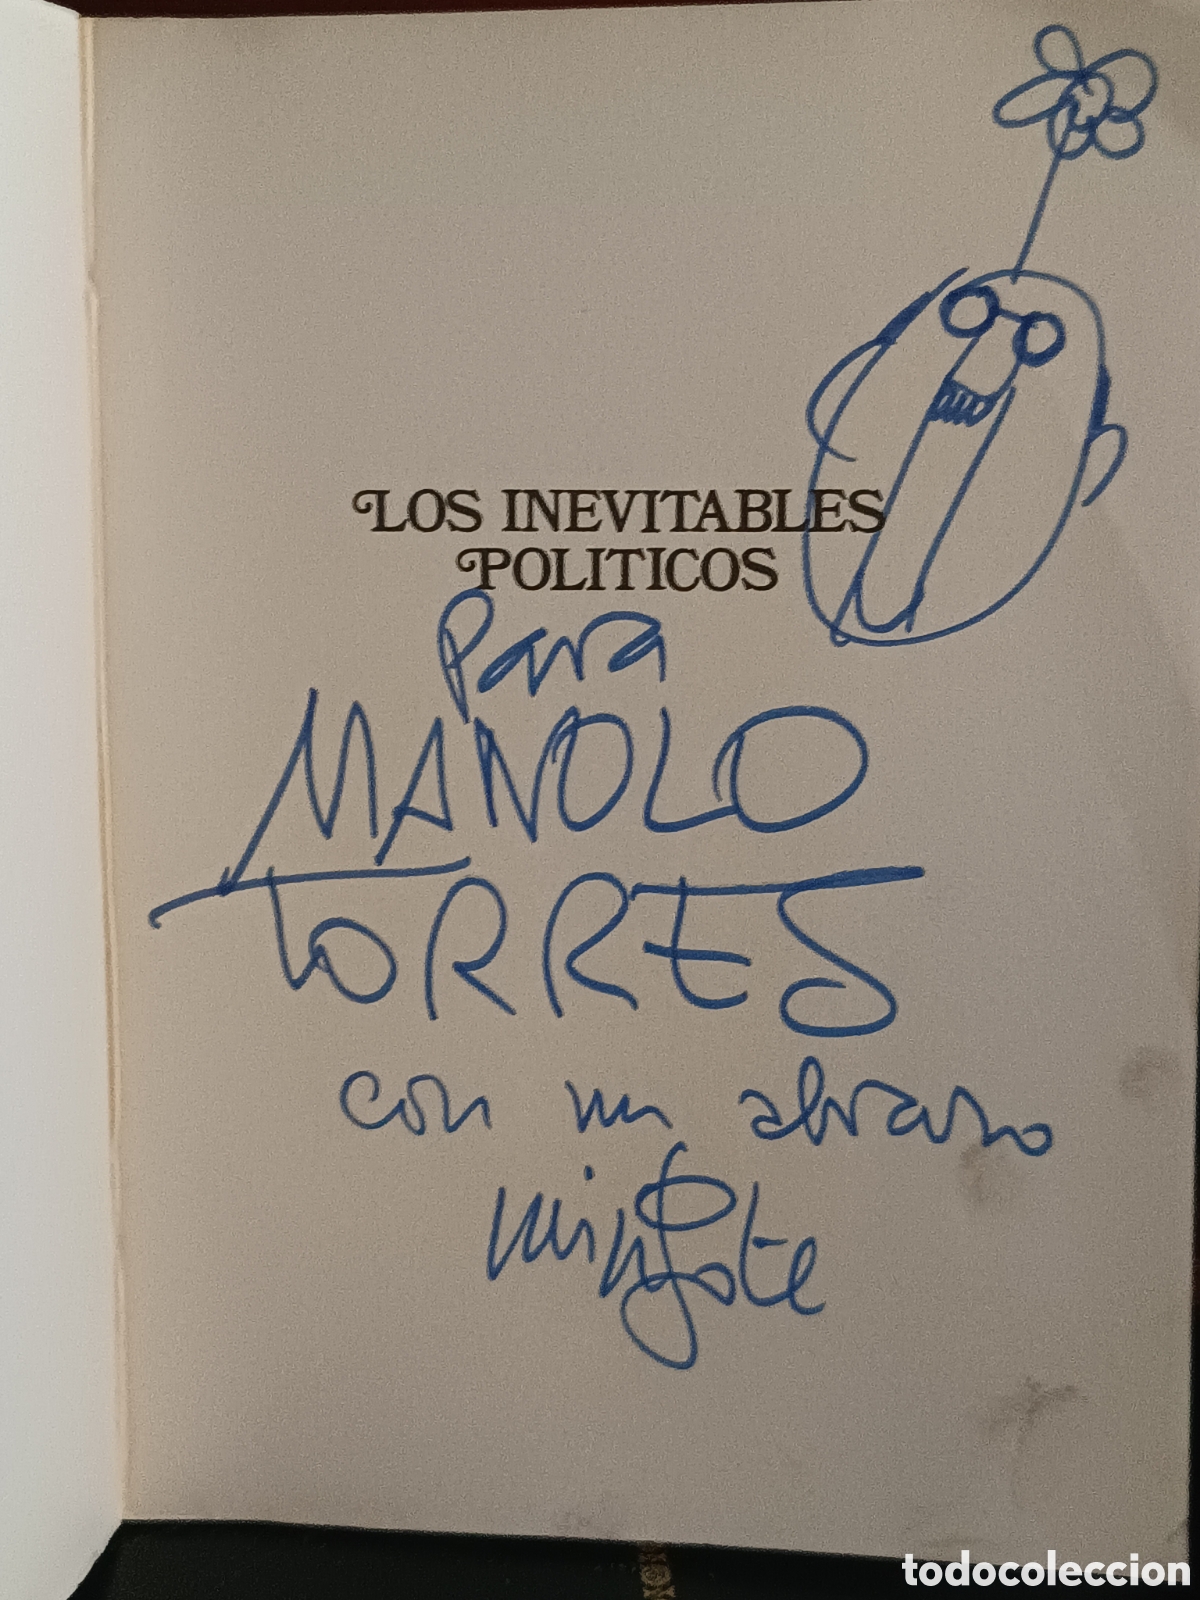 LOS INEVITABLES
POLITICOS
Para
MANOLO
TORRES
con un abrazo
Mingote
todocoleccion